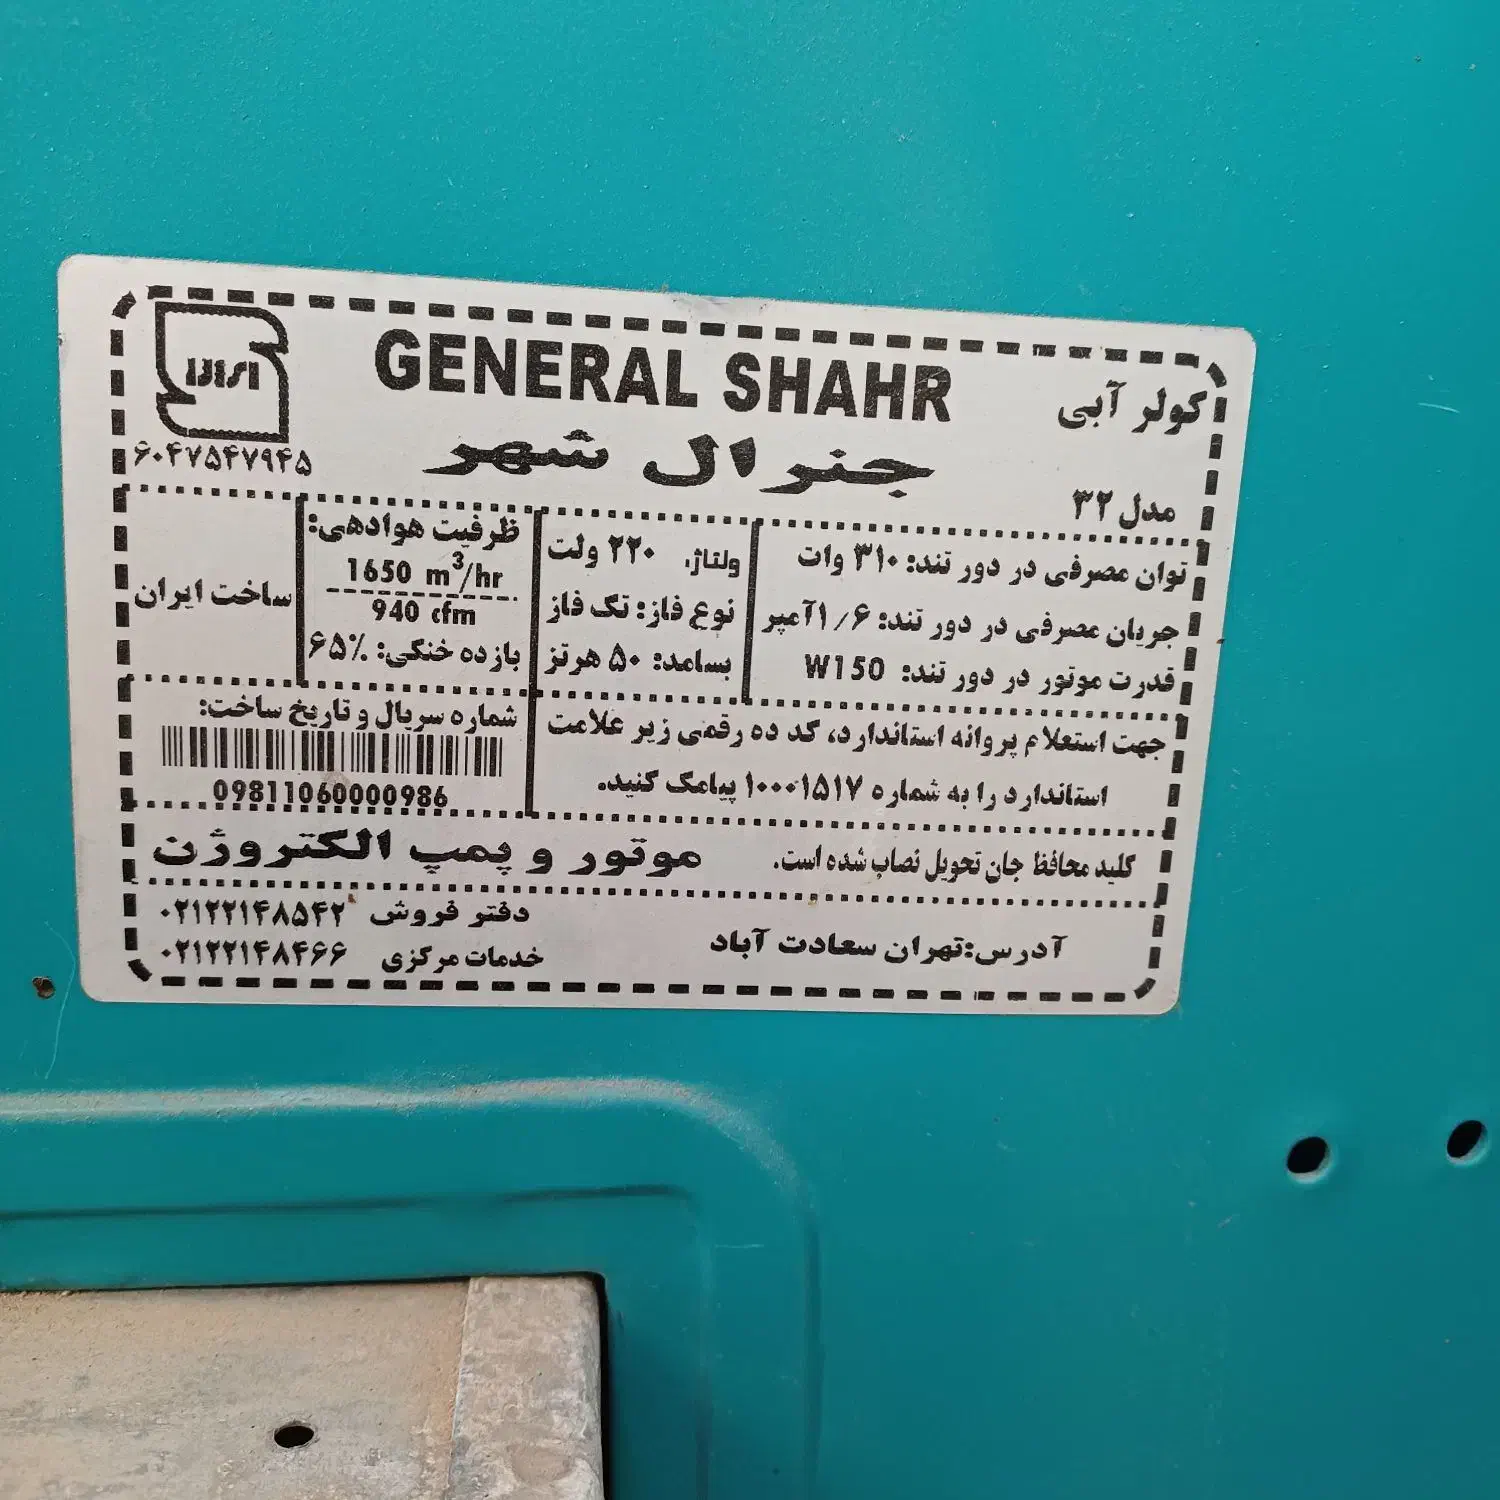 GENERAL SHAHR
کولر آبی
جنرال شهر
مدل ۳۲
۶۰۴۷۵۴۷۹۴۵
توان مصرفی در دور تند: ۳۱۰ وات
جریان مصرفی در دور تند: ۱/۶ آمپر
قدرت موتور در دور تند: W150
ولتاژ: ۲۲۰ ولت
نوع فاز: تک فاز
بسامد: ۵۰ هرتز
ظرفیت هوادهی:
1650 m³/hr
940 cfm
بازده خنکی: ۶۵٪
ساخت ایران
جهت استعلام پروانه استاندارد، کد ده رقمی زیر علامت
استاندارد را به شماره ۱۰۰۰۱۵۱۷ پیامک کنید.
شماره سریال و تاریخ ساخت:
09811060000986
کلید محافظ جان تحویل نصاب شده است.
موتور و پمپ الکتروژن
آدرس:تهران سعادت آباد
دفتر فروش ۰۲۱۲۲۱۴۸۵۴۲
خدمات مرکزی ۰۲۱۲۲۱۴۸۴۶۶